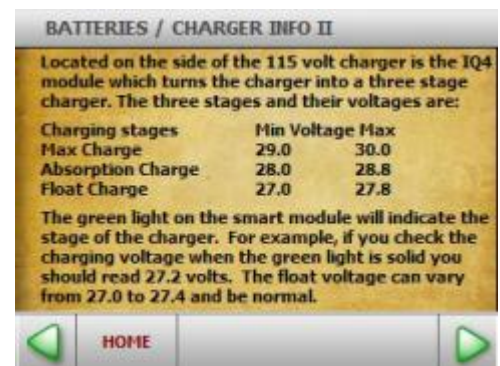 BATTERIES / CHARGER INFO II
Located on the side of the 115 volt charger is the IQ4
module which turns the charger into a three stage
charger. The three stages and their voltages are:
Charging stages Min Voltage Max
Max Charge 29.0 30.0
Absorption Charge 28.0 28.8
Float Charge 27.0 27.8
The green light on the smart module will indicate the
stage of the charger. For example, if you check the
charging voltage when the green light is solid you
should read 27.2 volts. The float voltage can vary
from 27.0 to 27.4 and be normal.
HOME